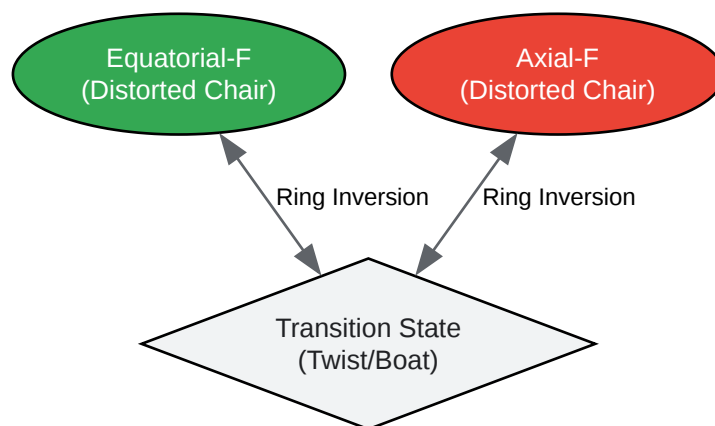 Equatorial-F
(Distorted Chair)
Axial-F
(Distorted Chair)
Ring Inversion
Ring Inversion
Transition State
(Twist/Boat)